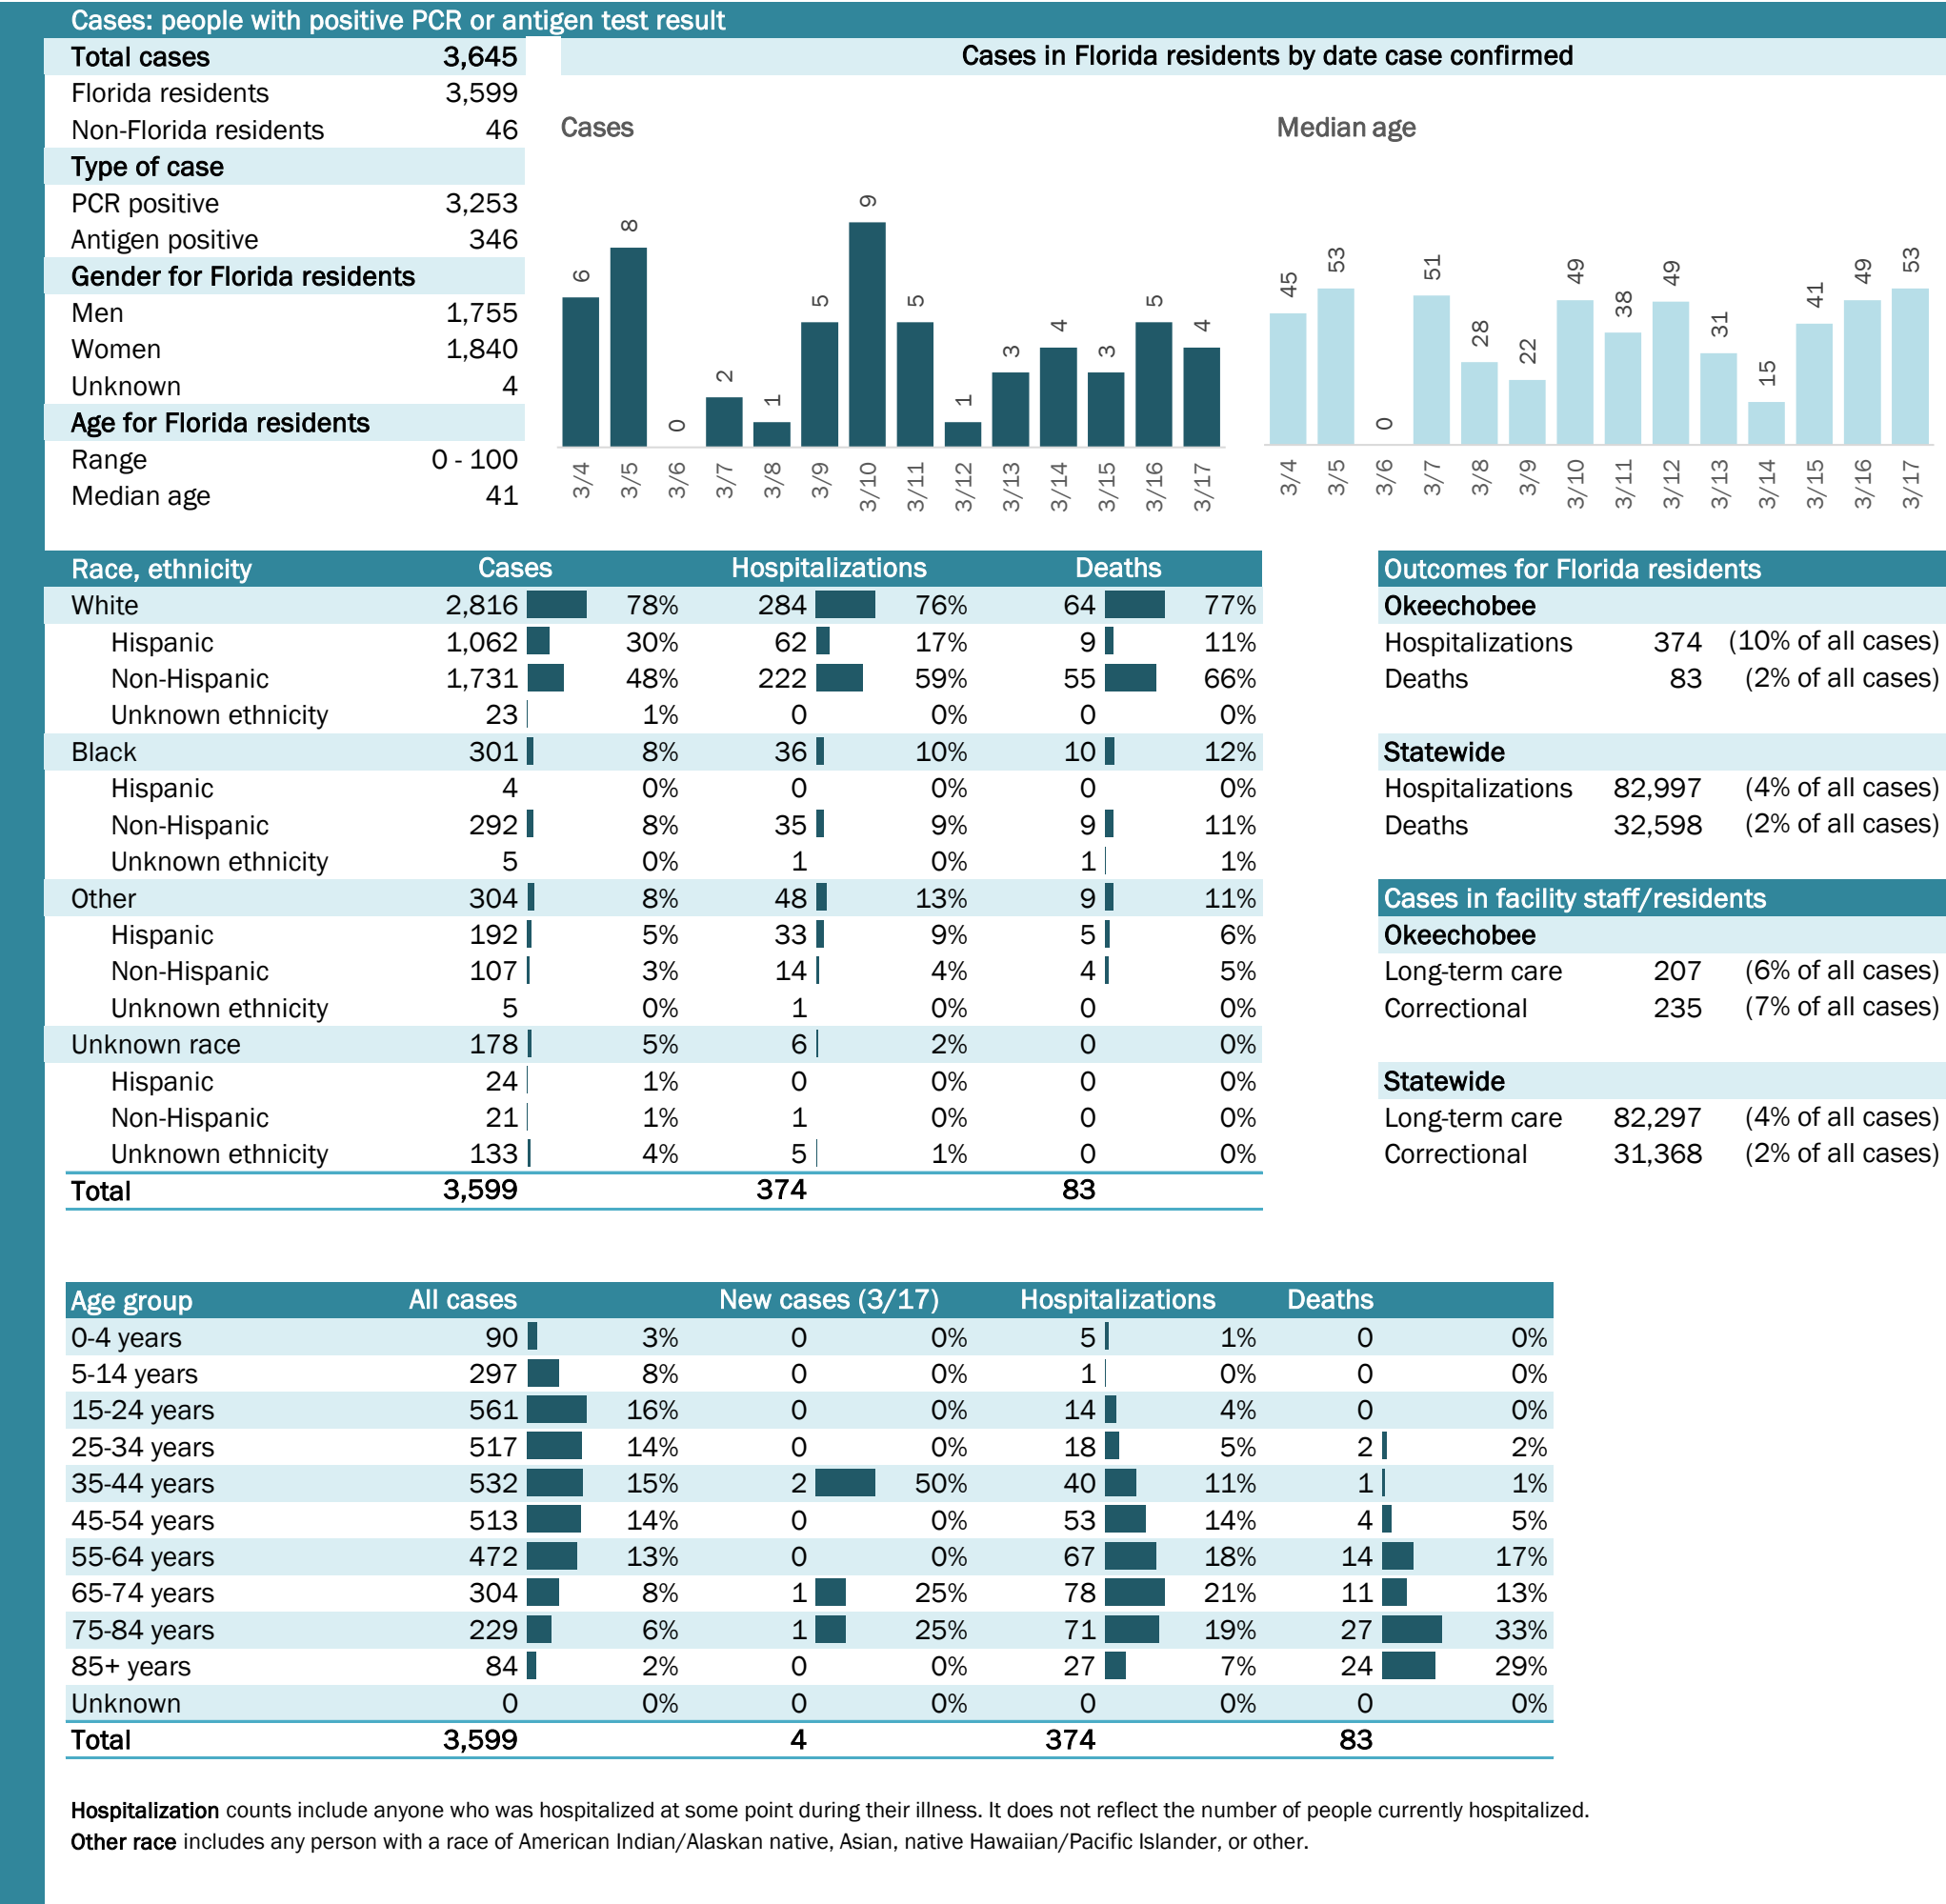 Cases: people with positive PCR or antigen test result
Total cases 3,645
Florida residents 3,599
Non-Florida residents 46
Type of case
PCR positive 3,253
Antigen positive 346
Gender for Florida residents
Men 1,755
Women 1,840
Unknown 4
Age for Florida residents
Range 0 - 100
Median age 41
Cases in Florida residents by date case confirmed
Cases
6 8 0 2 1 5 9 5 1 3 4 3 5 4
3/4 3/5 3/6 3/7 3/8 3/9 3/10 3/11 3/12 3/13 3/14 3/15 3/16 3/17
Median age
45 53 0 51 28 22 49 38 49 31 15 41 49 53
3/4 3/5 3/6 3/7 3/8 3/9 3/10 3/11 3/12 3/13 3/14 3/15 3/16 3/17
Race, ethnicity Cases Hospitalizations Deaths
White 2,816 78% 284 76% 64 77%
Hispanic 1,062 30% 62 17% 9 11%
Non-Hispanic 1,731 48% 222 59% 55 66%
Unknown ethnicity 23 1% 0 0% 0 0%
Black 301 8% 36 10% 10 12%
Hispanic 4 0% 0 0% 0 0%
Non-Hispanic 292 8% 35 9% 9 11%
Unknown ethnicity 5 0% 1 0% 1 1%
Other 304 8% 48 13% 9 11%
Hispanic 192 5% 33 9% 5 6%
Non-Hispanic 107 3% 14 4% 4 5%
Unknown ethnicity 5 0% 1 0% 0 0%
Unknown race 178 5% 6 2% 0 0%
Hispanic 24 1% 0 0% 0 0%
Non-Hispanic 21 1% 1 0% 0 0%
Unknown ethnicity 133 4% 5 1% 0 0%
Total 3,599 374 83
Outcomes for Florida residents
Okeechobee
Hospitalizations 374 (10% of all cases)
Deaths 83 (2% of all cases)
Statewide
Hospitalizations 82,997 (4% of all cases)
Deaths 32,598 (2% of all cases)
Cases in facility staff/residents
Okeechobee
Long-term care 207 (6% of all cases)
Correctional 235 (7% of all cases)
Statewide
Long-term care 82,297 (4% of all cases)
Correctional 31,368 (2% of all cases)
Age group All cases New cases (3/17) Hospitalizations Deaths
0-4 years 90 3% 0 0% 5 1% 0 0%
5-14 years 297 8% 0 0% 1 0% 0 0%
15-24 years 561 16% 0 0% 14 4% 0 0%
25-34 years 517 14% 0 0% 18 5% 2 2%
35-44 years 532 15% 2 50% 40 11% 1 1%
45-54 years 513 14% 0 0% 53 14% 4 5%
55-64 years 472 13% 0 0% 67 18% 14 17%
65-74 years 304 8% 1 25% 78 21% 11 13%
75-84 years 229 6% 1 25% 71 19% 27 33%
85+ years 84 2% 0 0% 27 7% 24 29%
Unknown 0 0% 0 0% 0 0% 0 0%
Total 3,599 4 374 83
Hospitalization counts include anyone who was hospitalized at some point during their illness. It does not reflect the number of people currently hospitalized.
Other race includes any person with a race of American Indian/Alaskan native, Asian, native Hawaiian/Pacific Islander, or other.